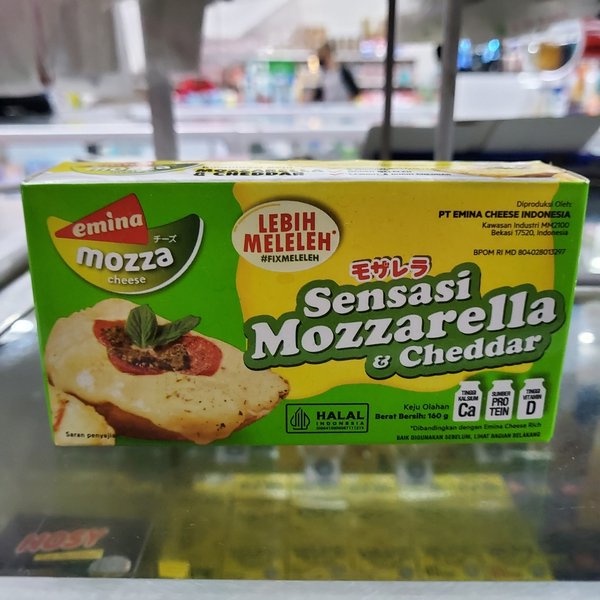 MOZZARELLA
& CHEDDAR
emina
チーズ
mozza
cheese
LEBIH
MELELEH*
#FIXMELELEH
Diproduksi Oleh:
PT EMINA CHEESE INDONESIA
Kawasan Industri MM2100
Bekasi 17520, Indonesia
BPOM RI MD 804028013297
モザレラ
Sensasi
Mozzarella
& Cheddar
Keju Olahan
Berat Bersih: 160 g
TINGGI KALSIUM
Ca
SUMBER
PRO
TEIN
TINGGI VITAMIN
D
*Dibandingkan dengan Emina Cheese Rich
BAIK DIGUNAKAN SEBELUM, LIHAT BAGIAN BELAKANG
HALAL
INDONESIA
Saran penyajian
MOSY